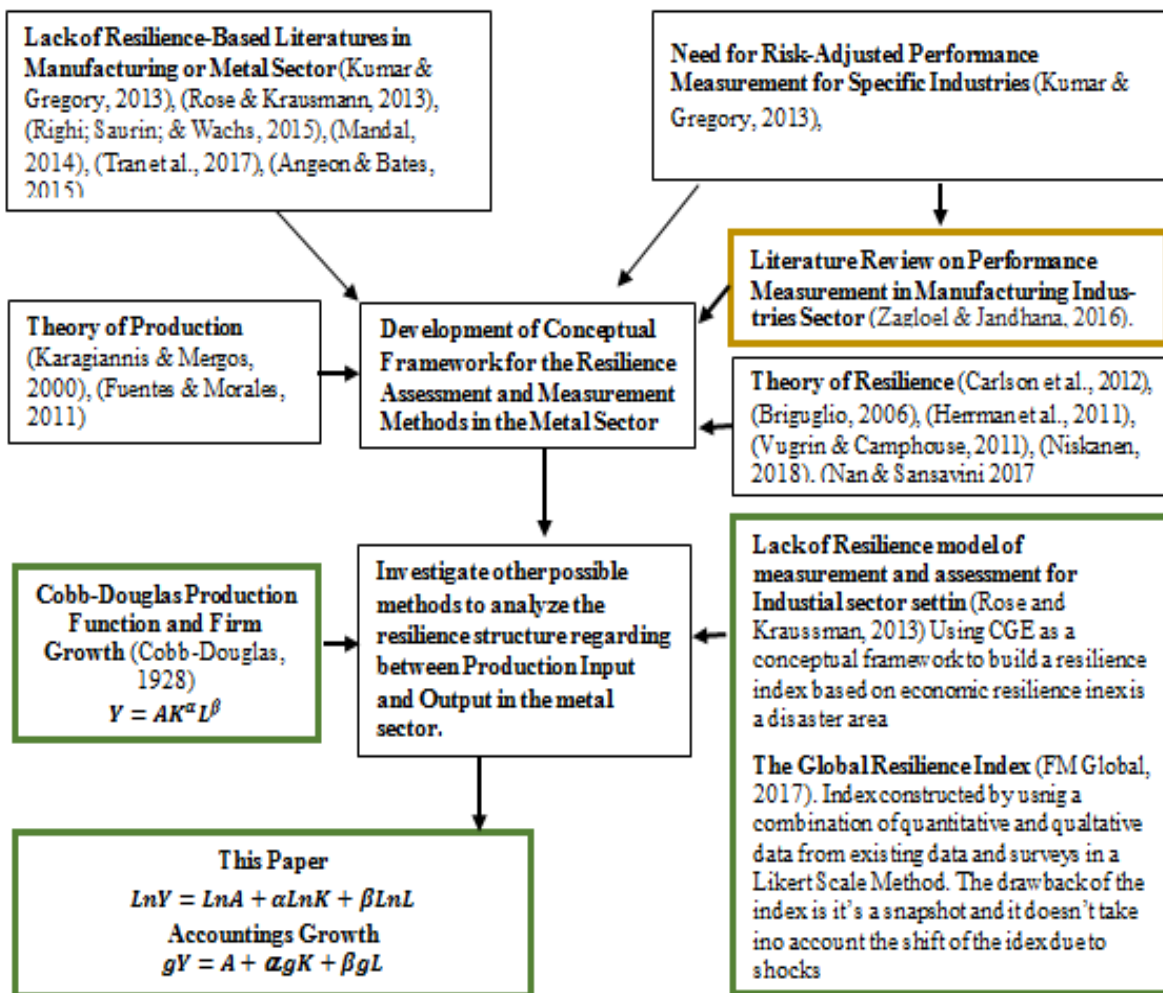 Lack of Resilience-Based Literatures in
Manufacturing or Metal Sector (Kumar &
Gregory, 2013), (Rose & Krausmann, 2013),
(Righi; Saurin; & Wachs, 2015), (Mandal,
2014), (Tran et al., 2017), (Angeon & Bates,
2015)
Need for Risk-Adjusted Performance
Measurement for Specific Industries (Kumar &
Gregory, 2013),
Literature Review on Performance
Measurement in Manufacturing Indus-
tries Sector (Zagloel & Jandhana, 2016).
Theory of Production
(Karagiannis & Mergos,
2000), (Fuentes & Morales,
2011)
Development of Conceptual
Framework for the Resilience
Assessment and Measurement
Methods in the Metal Sector
Theory of Resilience (Carlson et al., 2012),
(Briguglio, 2006), (Herrman et al., 2011),
(Vugrin & Camphouse, 2011), (Niskanen,
2018), (Nan & Sansavini 2017
Cobb-Douglas Production
Function and Firm
Growth (Cobb-Douglas,
1928)
Y = AK^α L^β
Investigate other possible
methods to analyze the
resilience structure regarding
between Production Input
and Output in the metal
sector.
Lack of Resilience model of
measurement and assessment for
Industial sector settin (Rose and
Kraussman, 2013) Using CGE as a
conceptual framework to build a resilience
index based on economic resilience inex is
a disaster area
The Global Resilience Index (FM Global,
2017). Index constructed by usnig a
combination of quantitative and qualtative
data from existing data and surveys in a
Likert Scale Method. The drawback of the
index is it's a snapshot and it doesn't take
ino account the shift of the idex due to
shocks
This Paper
LnY = LnA + αLnK + βLnL
Accountings Growth
gY = A + αgK + βgL